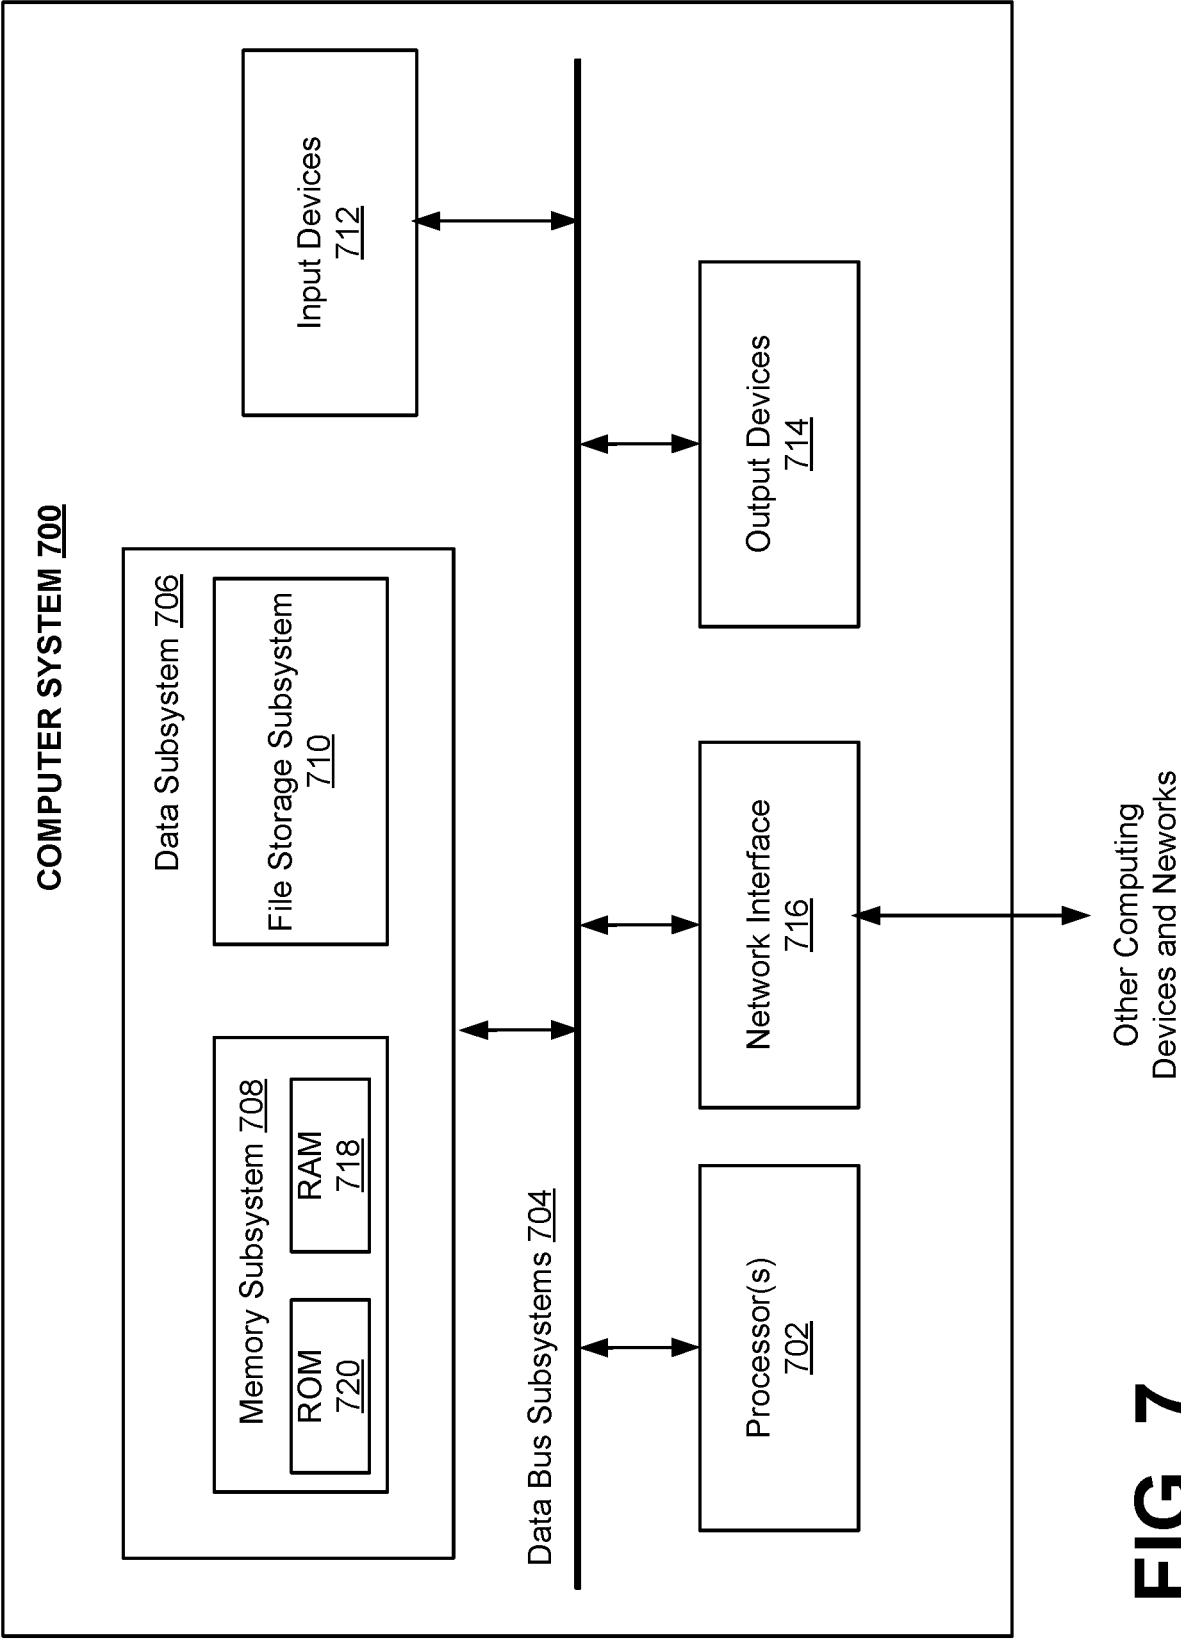 COMPUTER SYSTEM 700
Data Subsystem 706
Memory Subsystem 708
ROM
720
RAM
718
File Storage Subsystem
710
Input Devices
712
Data Bus Subsystems 704
Processor(s)
702
Network Interface
716
Output Devices
714
Other Computing
Devices and Neworks
FIG. 7